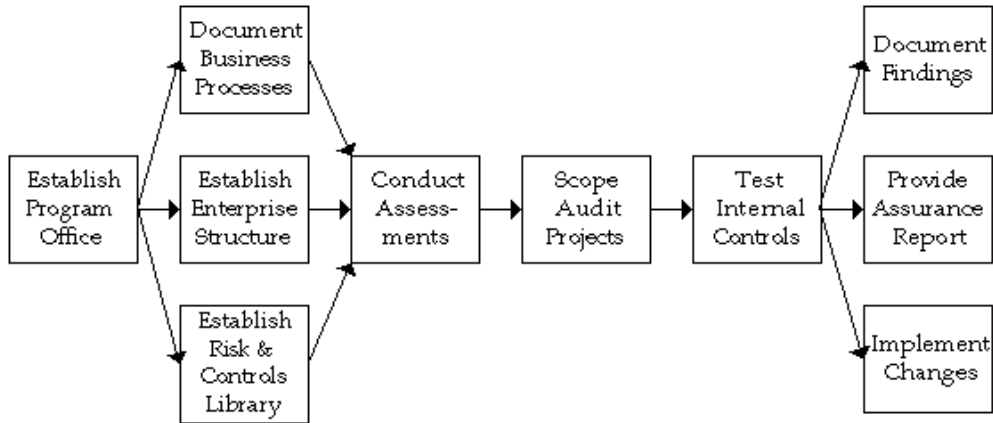 Establish
Program
Office
Document
Business
Processes
Establish
Enterprise
Structure
Establish
Risk &
Controls
Library
Conduct
Assess-
ments
Scope
Audit
Projects
Test
Internal
Controls
Document
Findings
Provide
Assurance
Report
Implement
Changes